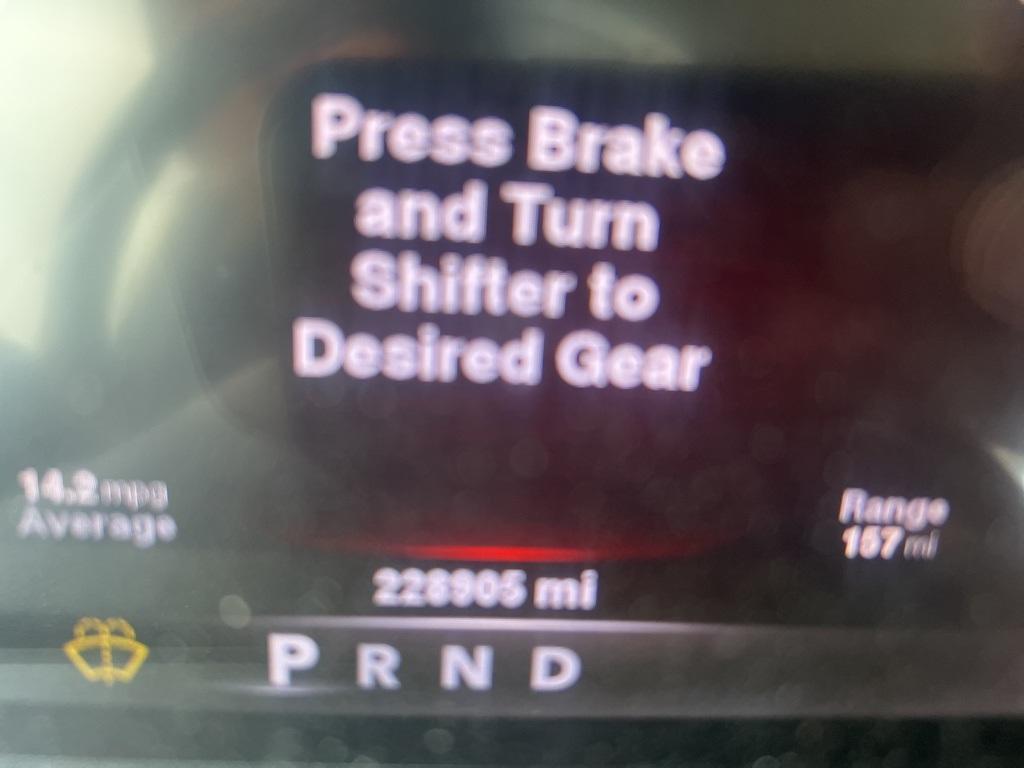 Press Brake
and Turn
Shifter to
Desired Gear
14.2 mpg
Average
Range
157 mi
228905 mi
P R N D